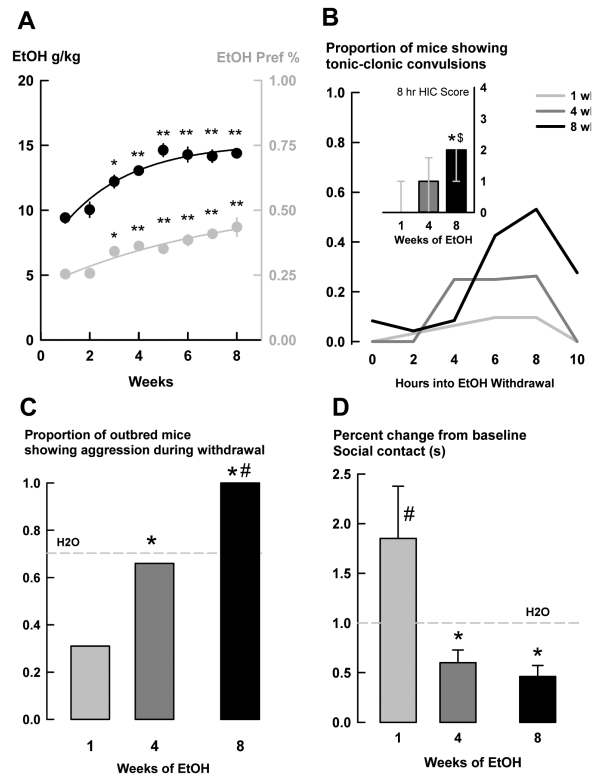 A
EtOH g/kg
EtOH Pref %
20
15
10
5
0
1.00
0.75
0.50
0.25
0.00
* ** ** ** ** **
* ** ** ** ** **
0 2 4 6 8
Weeks
B
Proportion of mice showing
tonic-clonic convulsions
1.0
0.8
0.6
0.4
0.2
0.0
8 hr HIC Score
4
3
2
1
0
*$
1 4 8
Weeks of EtOH
1 w
4 w
8 w
0 2 4 6 8 10
Hours into EtOH Withdrawal
C
Proportion of outbred mice
showing aggression during withdrawal
1.0
0.8
0.6
0.4
0.2
0.0
H2O
*
*#
1 4 8
Weeks of EtOH
D
Percent change from baseline
Social contact (s)
2.5
2.0
1.5
1.0
0.5
0.0
#
H2O
*
*
1 4 8
Weeks of EtOH